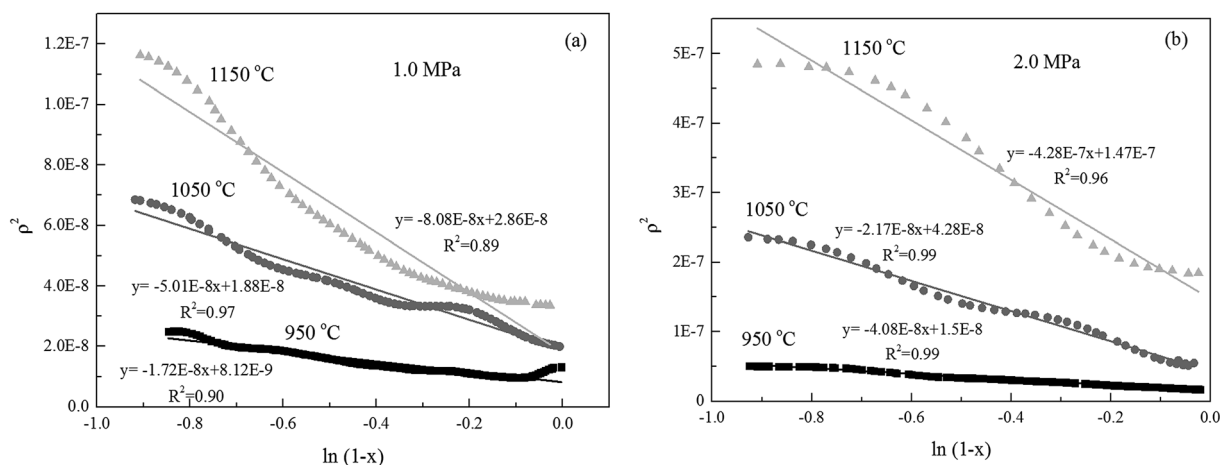 (a)
1150 °C
1.0 MPa
1050 °C
y= -8.08E-8x+2.86E-8
R²=0.89
y= -5.01E-8x+1.88E-8
R²=0.97
950 °C
y= -1.72E-8x+8.12E-9
R²=0.90
1.2E-7
1.0E-7
8.0E-8
6.0E-8
4.0E-8
2.0E-8
0.0
ρ²
-1.0 -0.8 -0.6 -0.4 -0.2 0.0
ln (1-x)
(b)
1150 °C
2.0 MPa
y= -4.28E-7x+1.47E-7
R²=0.96
1050 °C
y= -2.17E-8x+4.28E-8
R²=0.99
950 °C
y= -4.08E-8x+1.5E-8
R²=0.99
5E-7
4E-7
3E-7
2E-7
1E-7
0
ρ²
-1.0 -0.8 -0.6 -0.4 -0.2 0.0
ln (1-x)